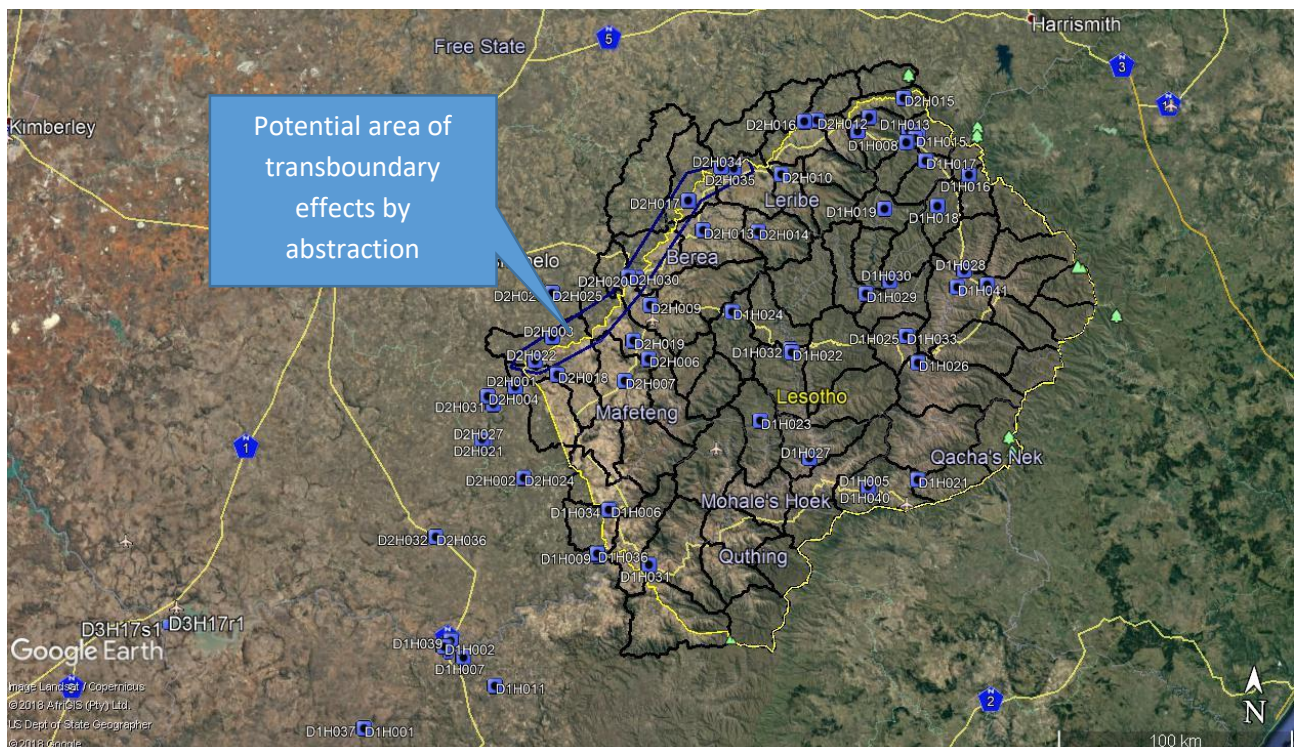 Harrismith
Free State
5
3
Potential area of
transboundary
effects by
abstraction
Kimberley
D2H015
D2H016
D2H012
D1H013
D1H008
D1H015
D2H034
D2H035
D1H017
D2H010
D1H016
D2H017
Leribe
D1H019
D1H018
D2H013
D2H014
Berea
D2H020
D2H030
D1H030
D1H028
D2H025
D1H029
D1H041
D2H009
D1H024
D2H003
D2H019
D1H025
D1H033
D2H022
D2H006
D1H032
D1H022
D1H026
D2H018
D2H001
D2H007
D2H004
Lesotho
D2H031
Mafeteng
D1H023
1
D2H027
D2H021
D1H027
Qacha's Nek
D2H002
D2H024
D1H005
D1H021
D1H040
Mohale's Hoek
D1H034
D1H006
D2H032
D2H036
D1H009
D1H036
Quthing
D1H031
D3H17s1
D3H17r1
D1H039
D1H002
D1H007
Google Earth
D1H011
Image Landsat / Copernicus
© 2018 AfriGIS (Pty) Ltd.
US Dept of State Geographer
© 2018 Google
2
N
D1H037
D1H001
100 km